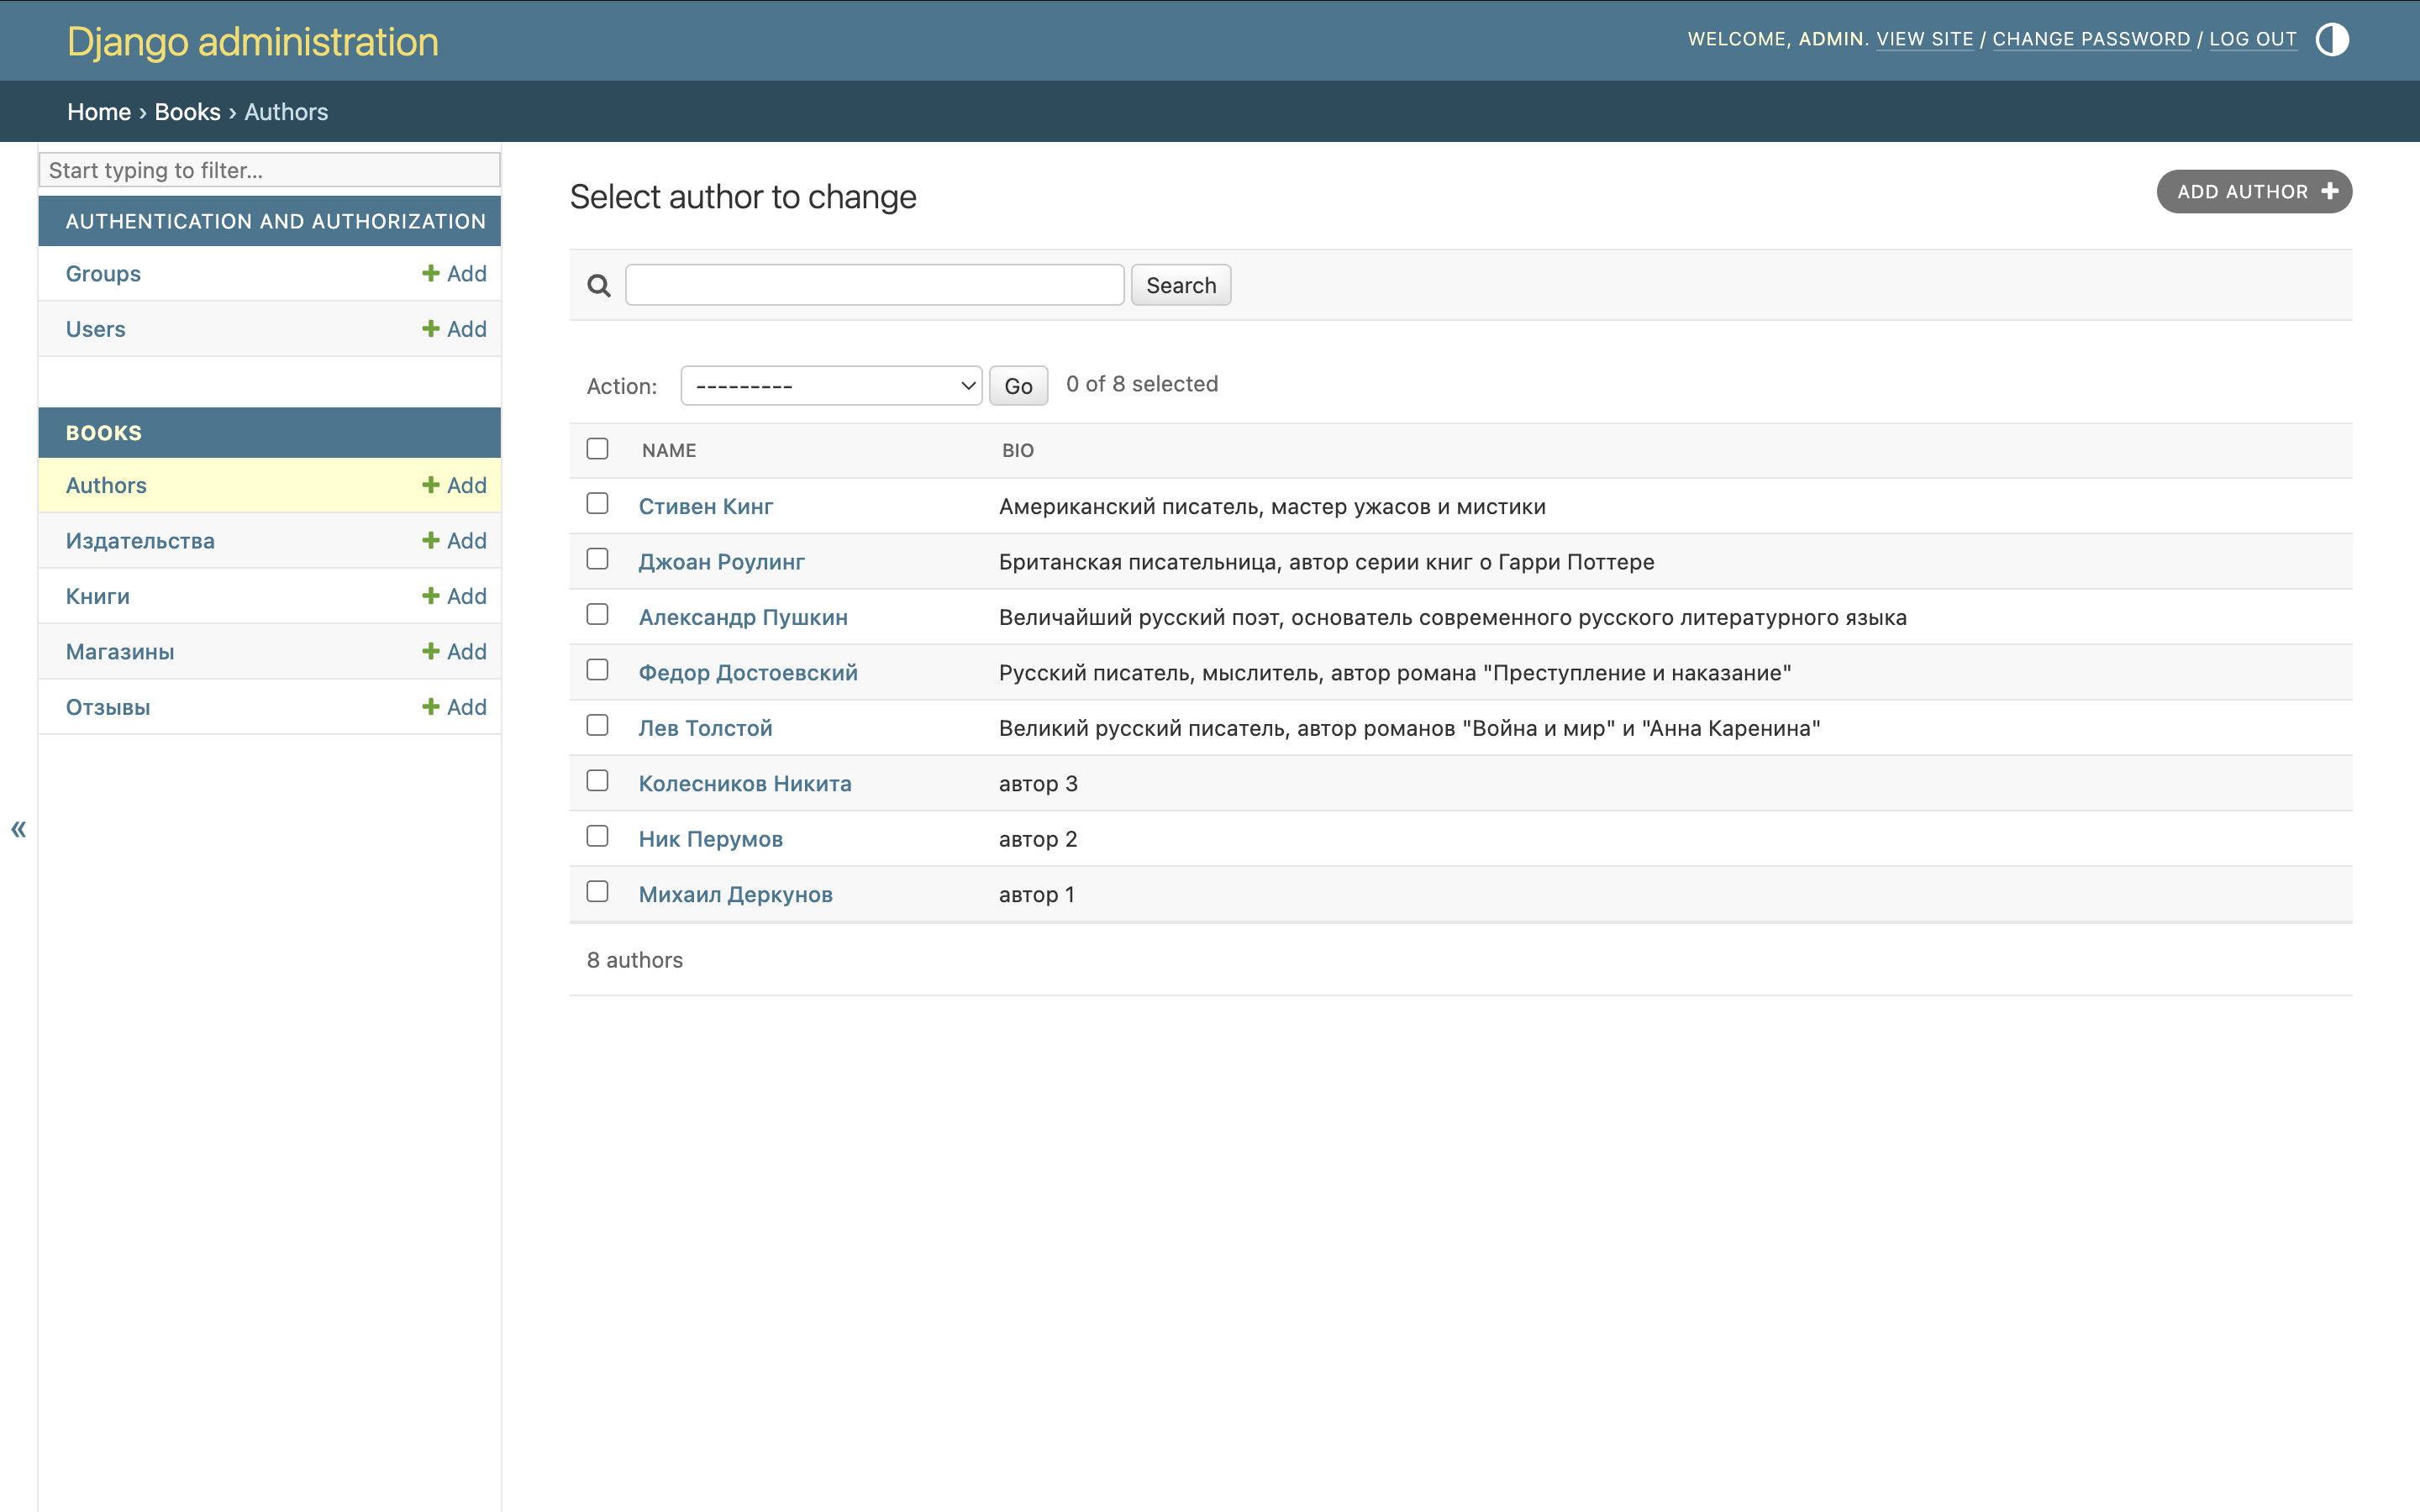 Django administration
WELCOME, ADMIN. VIEW SITE / CHANGE PASSWORD / LOG OUT
Home › Books › Authors
Start typing to filter...
AUTHENTICATION AND AUTHORIZATION
Groups + Add
Users + Add
BOOKS
Authors + Add
Издательства + Add
Книги + Add
Магазины + Add
Отзывы + Add
«
Select author to change
ADD AUTHOR +
Search
Action: --------- Go 0 of 8 selected
NAME BIO
Стивен Кинг Американский писатель, мастер ужасов и мистики
Джоан Роулинг Британская писательница, автор серии книг о Гарри Поттере
Александр Пушкин Величайший русский поэт, основатель современного русского литературного языка
Федор Достоевский Русский писатель, мыслитель, автор романа "Преступление и наказание"
Лев Толстой Великий русский писатель, автор романов "Война и мир" и "Анна Каренина"
Колесников Никита автор 3
Ник Перумов автор 2
Михаил Деркунов автор 1
8 authors